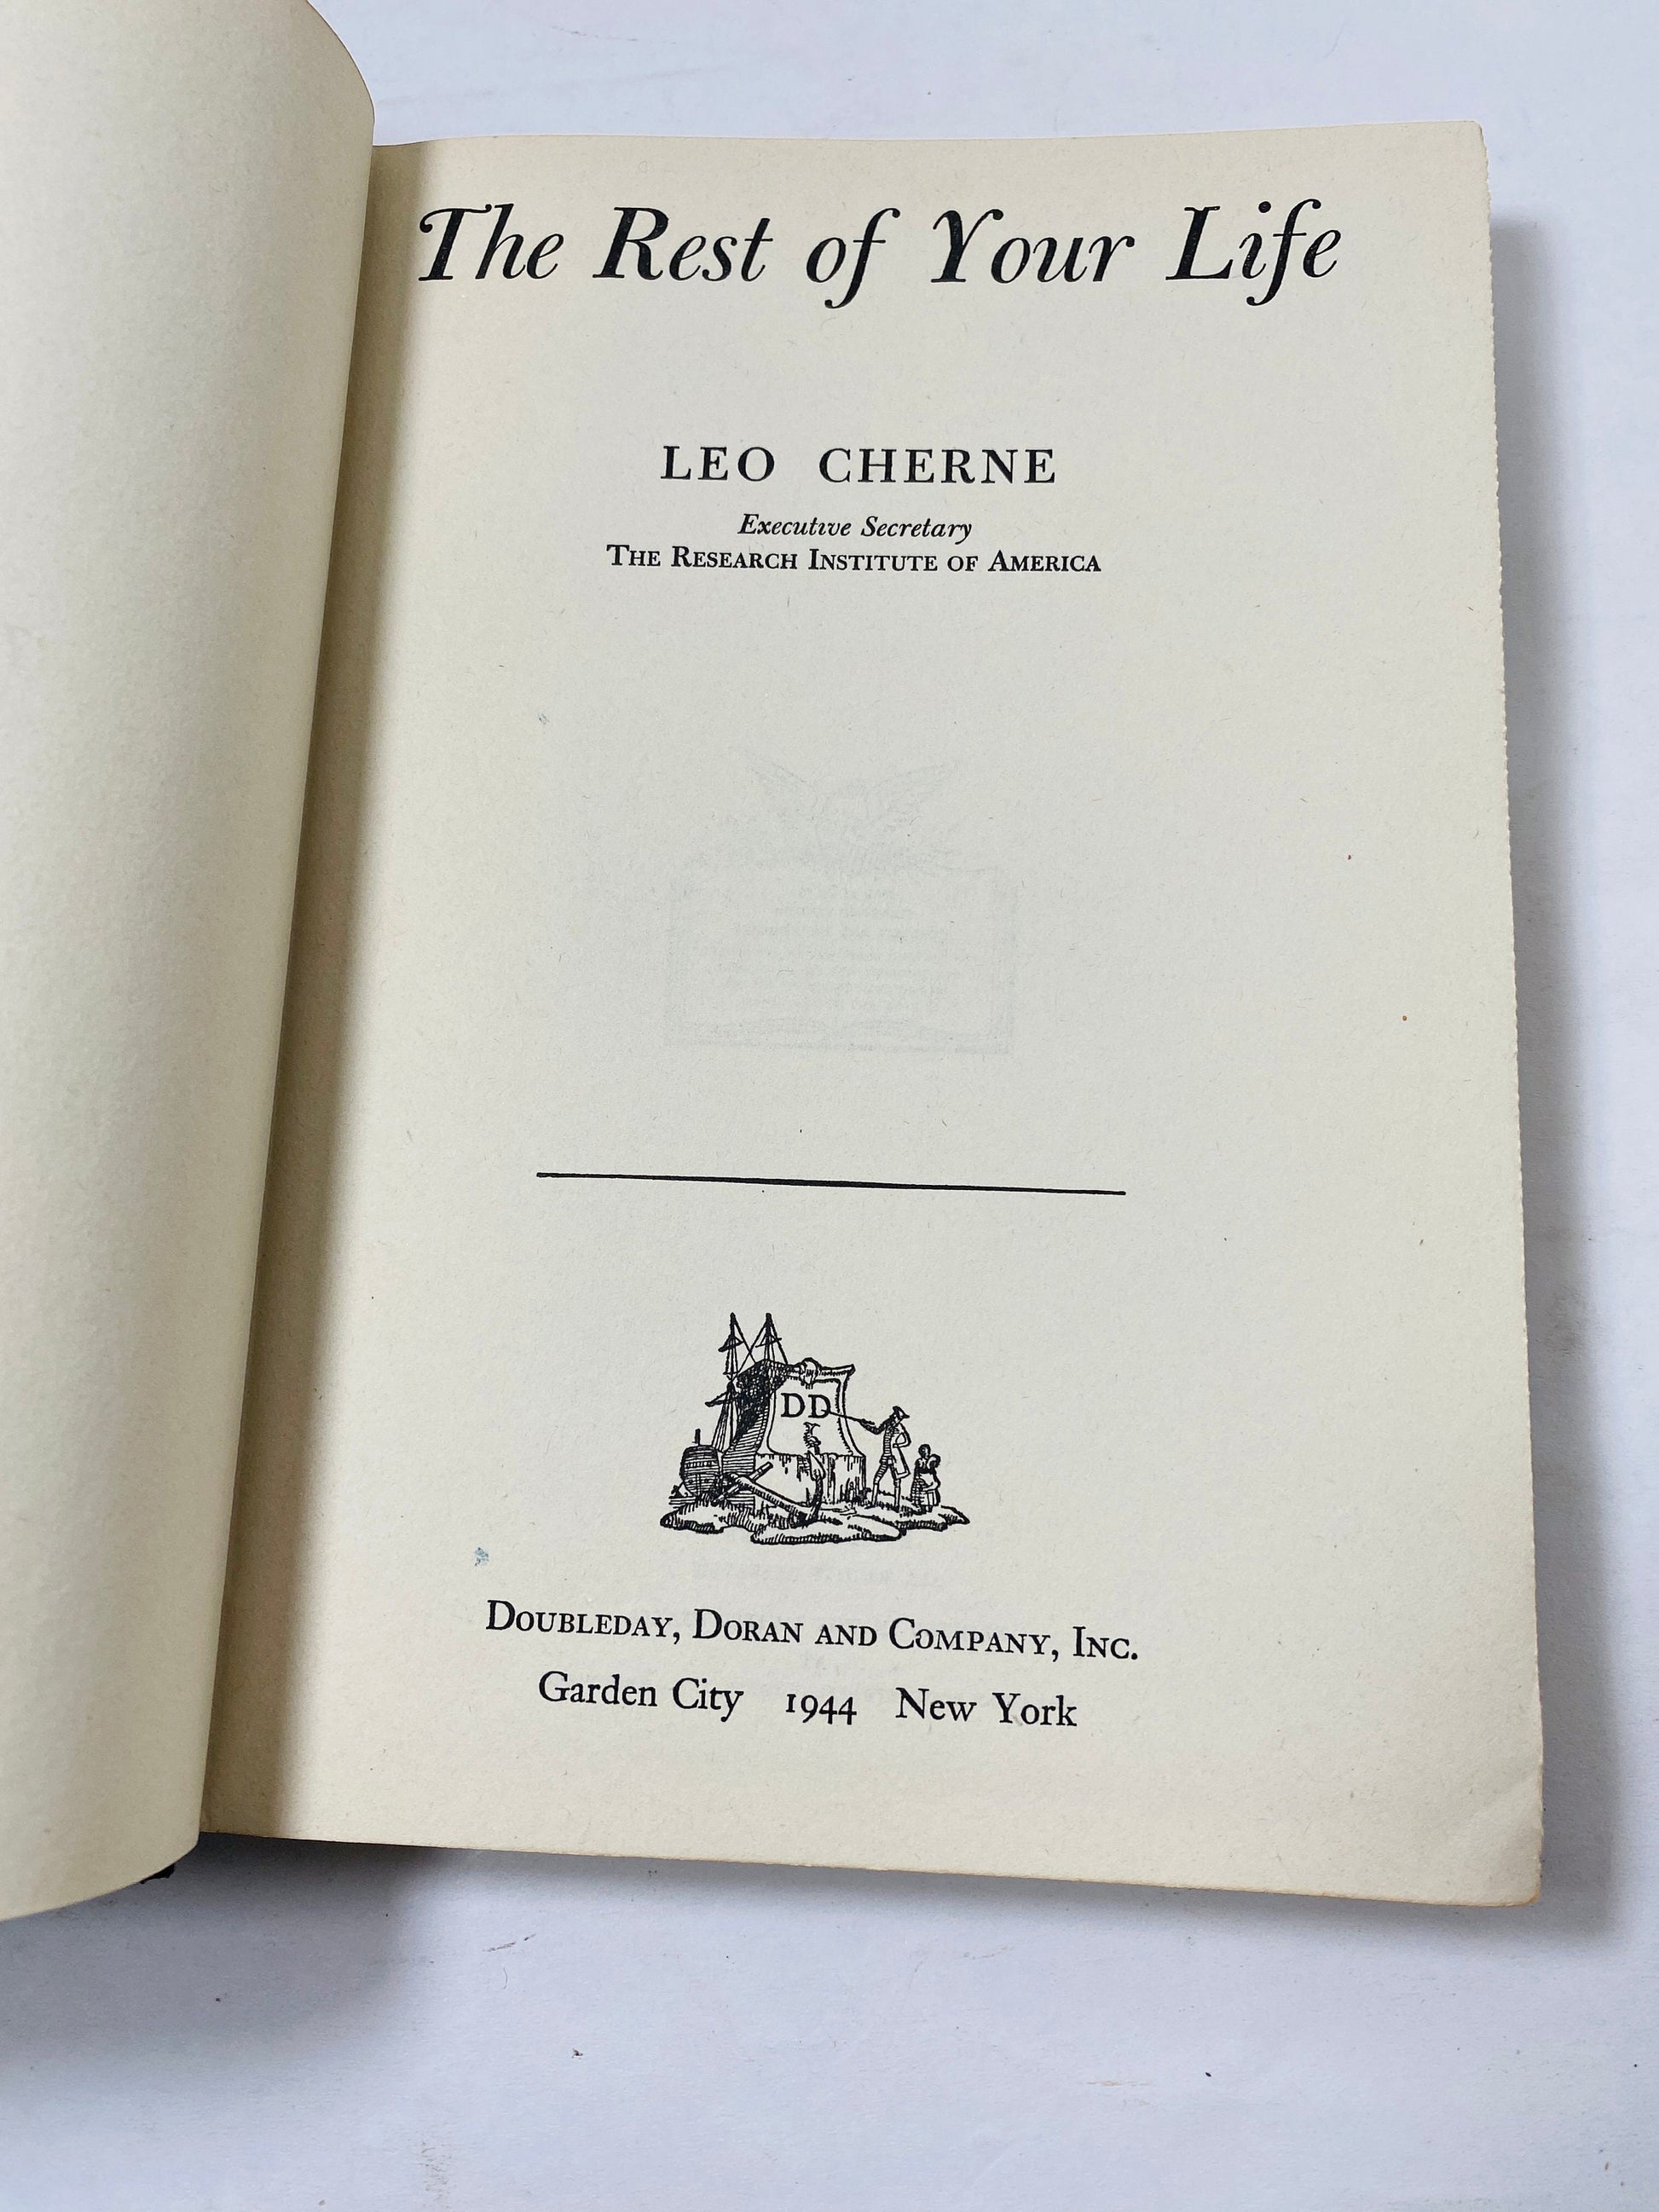 The Rest of Your Life
LEO CHERNE
Executive Secretary
THE RESEARCH INSTITUTE OF AMERICA
DD
DOUBLEDAY, DORAN AND COMPANY, INC.
Garden City 1944 New York